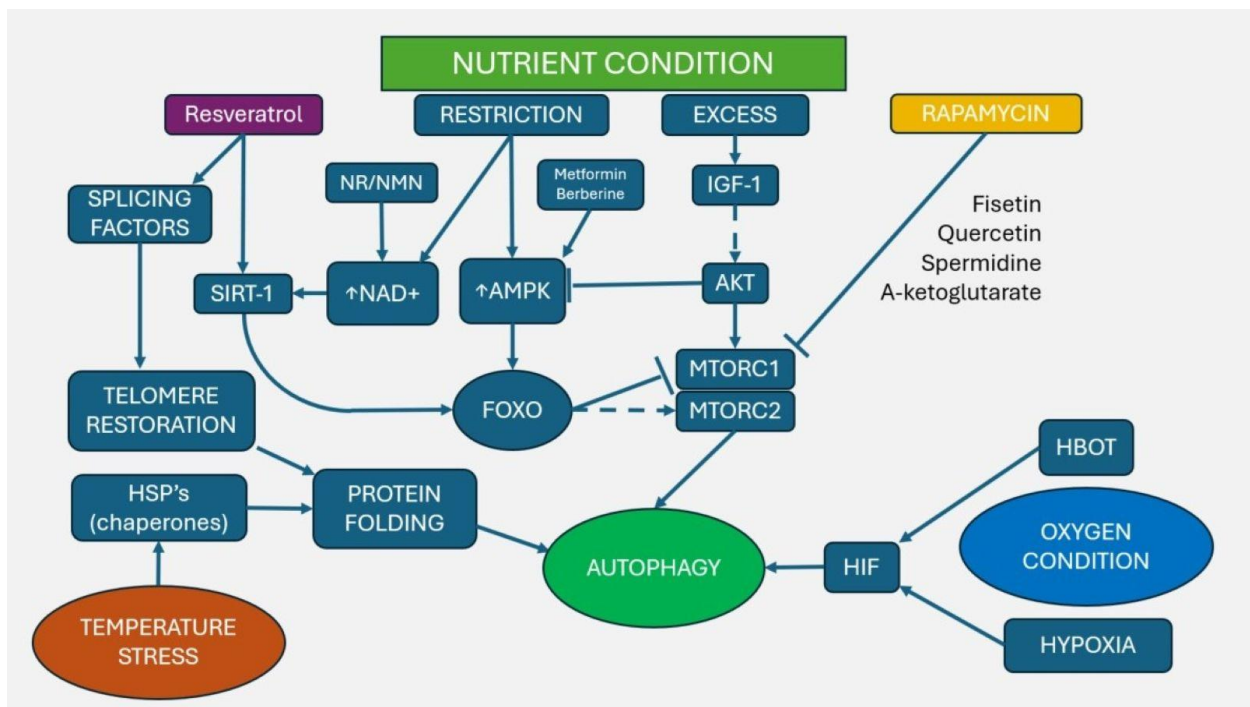 NUTRIENT CONDITION
Resveratrol
RESTRICTION
EXCESS
RAPAMYCIN
NR/NMN
Metformin
Berberine
IGF-1
SPLICING
FACTORS
Fisetin
Quercetin
Spermidine
A-ketoglutarate
SIRT-1
↑NAD+
↑AMPK
AKT
MTORC1
TELOMERE
RESTORATION
FOXO
MTORC2
HBOT
HSP's
(chaperones)
PROTEIN
FOLDING
OXYGEN
CONDITION
AUTOPHAGY
HIF
TEMPERATURE
STRESS
HYPOXIA